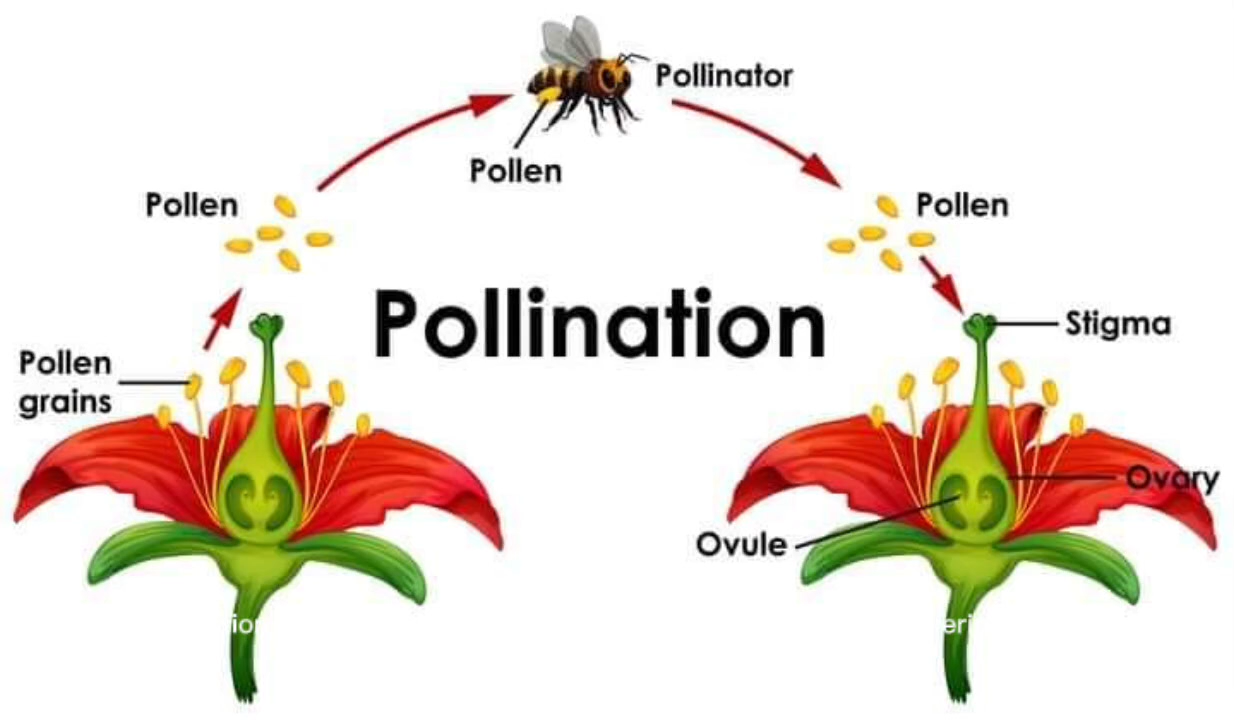 Pollinator
Pollen
Pollen
Pollen
Pollination
Stigma
Pollen
grains
Ovary
Ovule